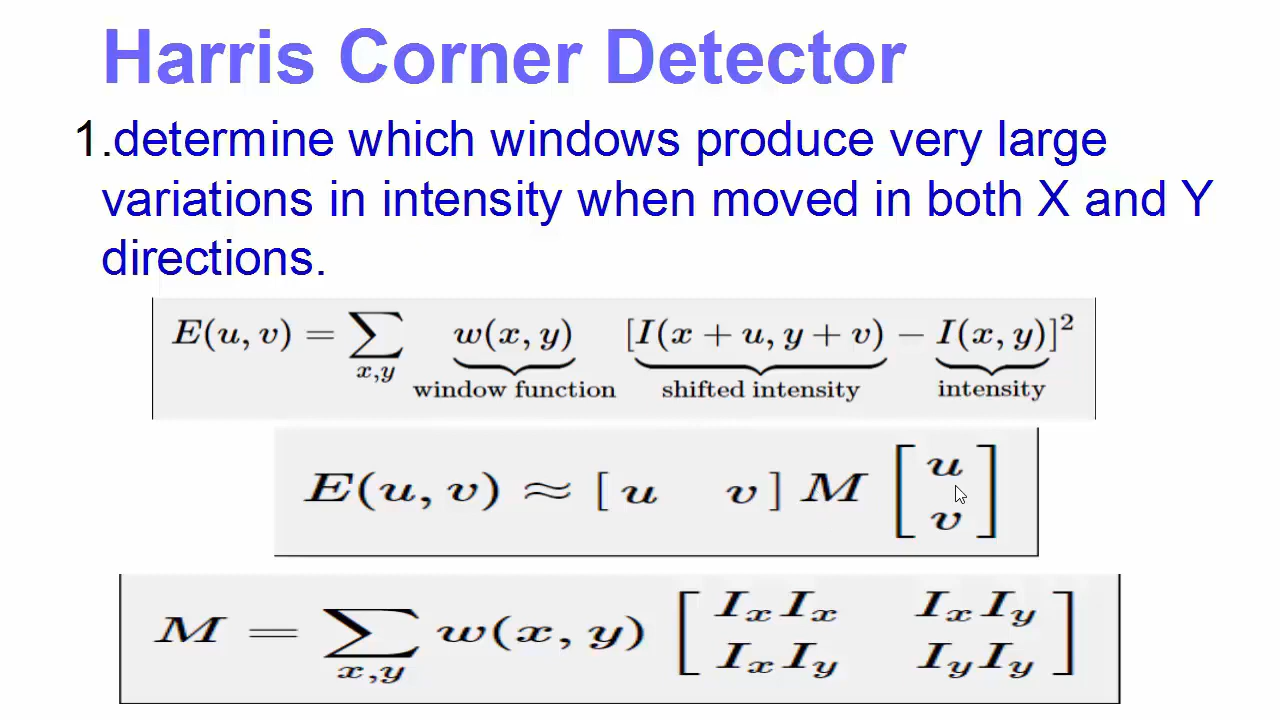 Harris Corner Detector
1.determine which windows produce very large
variations in intensity when moved in both X and Y
directions.
E(u, v) = ∑x,y w(x, y) [I(x + u, y + v) − I(x, y)]²
window function shifted intensity intensity
E(u, v) ≈ [ u v ] M [ u
v ]
M = ∑x,y w(x, y) [ IxIx IxIy
IxIy IyIy ]